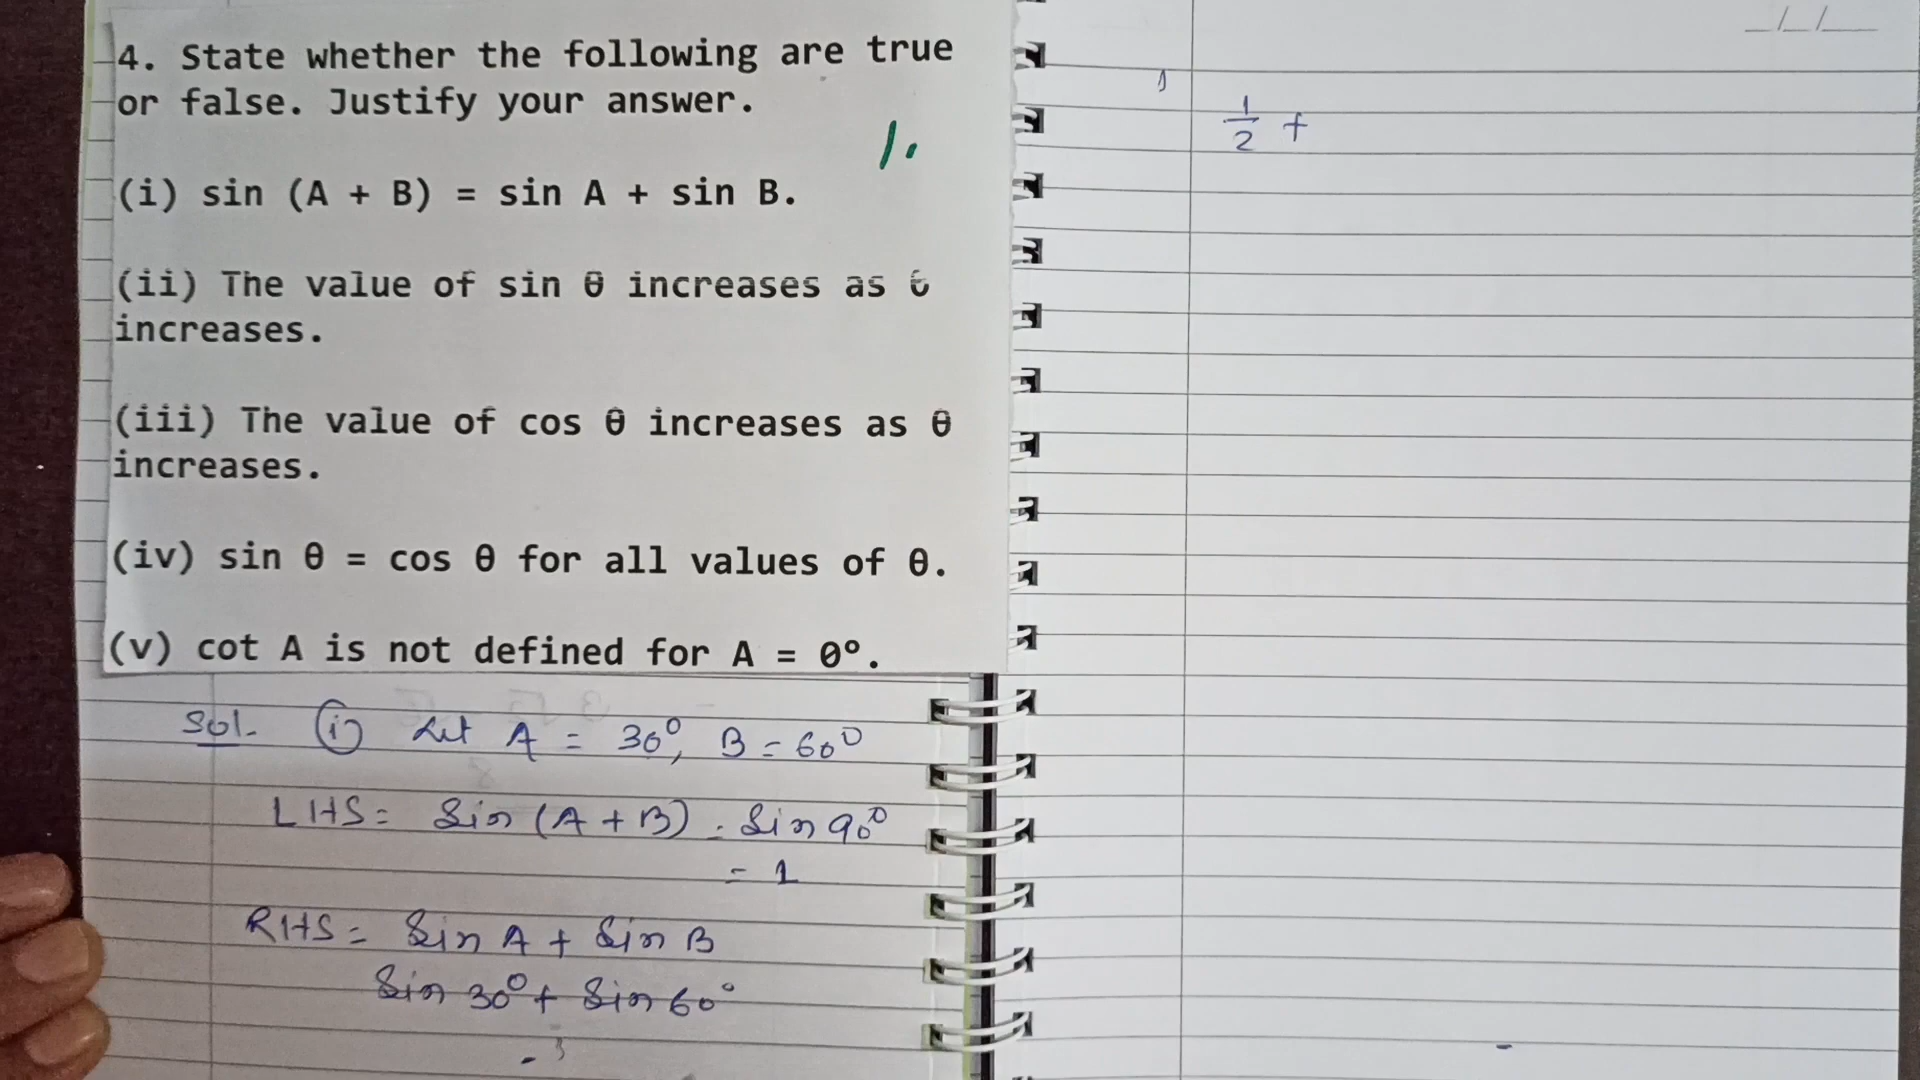 4. State whether the following are true
or false. Justify your answer.
1.
(i) sin (A + B) = sin A + sin B.
(ii) The value of sin θ increases as θ
increases.
(iii) The value of cos θ increases as θ
increases.
(iv) sin θ = cos θ for all values of θ.
(v) cot A is not defined for A = 0°.
Sol. (i) Let A = 30°, B = 60°
LHS = Sin (A + B) = Sin 90°
= 1
RHS = Sin A + Sin B
Sin 30° + Sin 60°
1/2 +